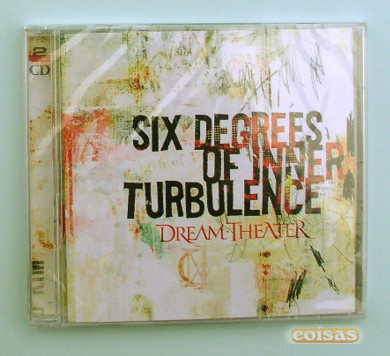 2
CD
SIX DEGREES
OF INNER
TURBULENCE
DREAM THEATER
coisas